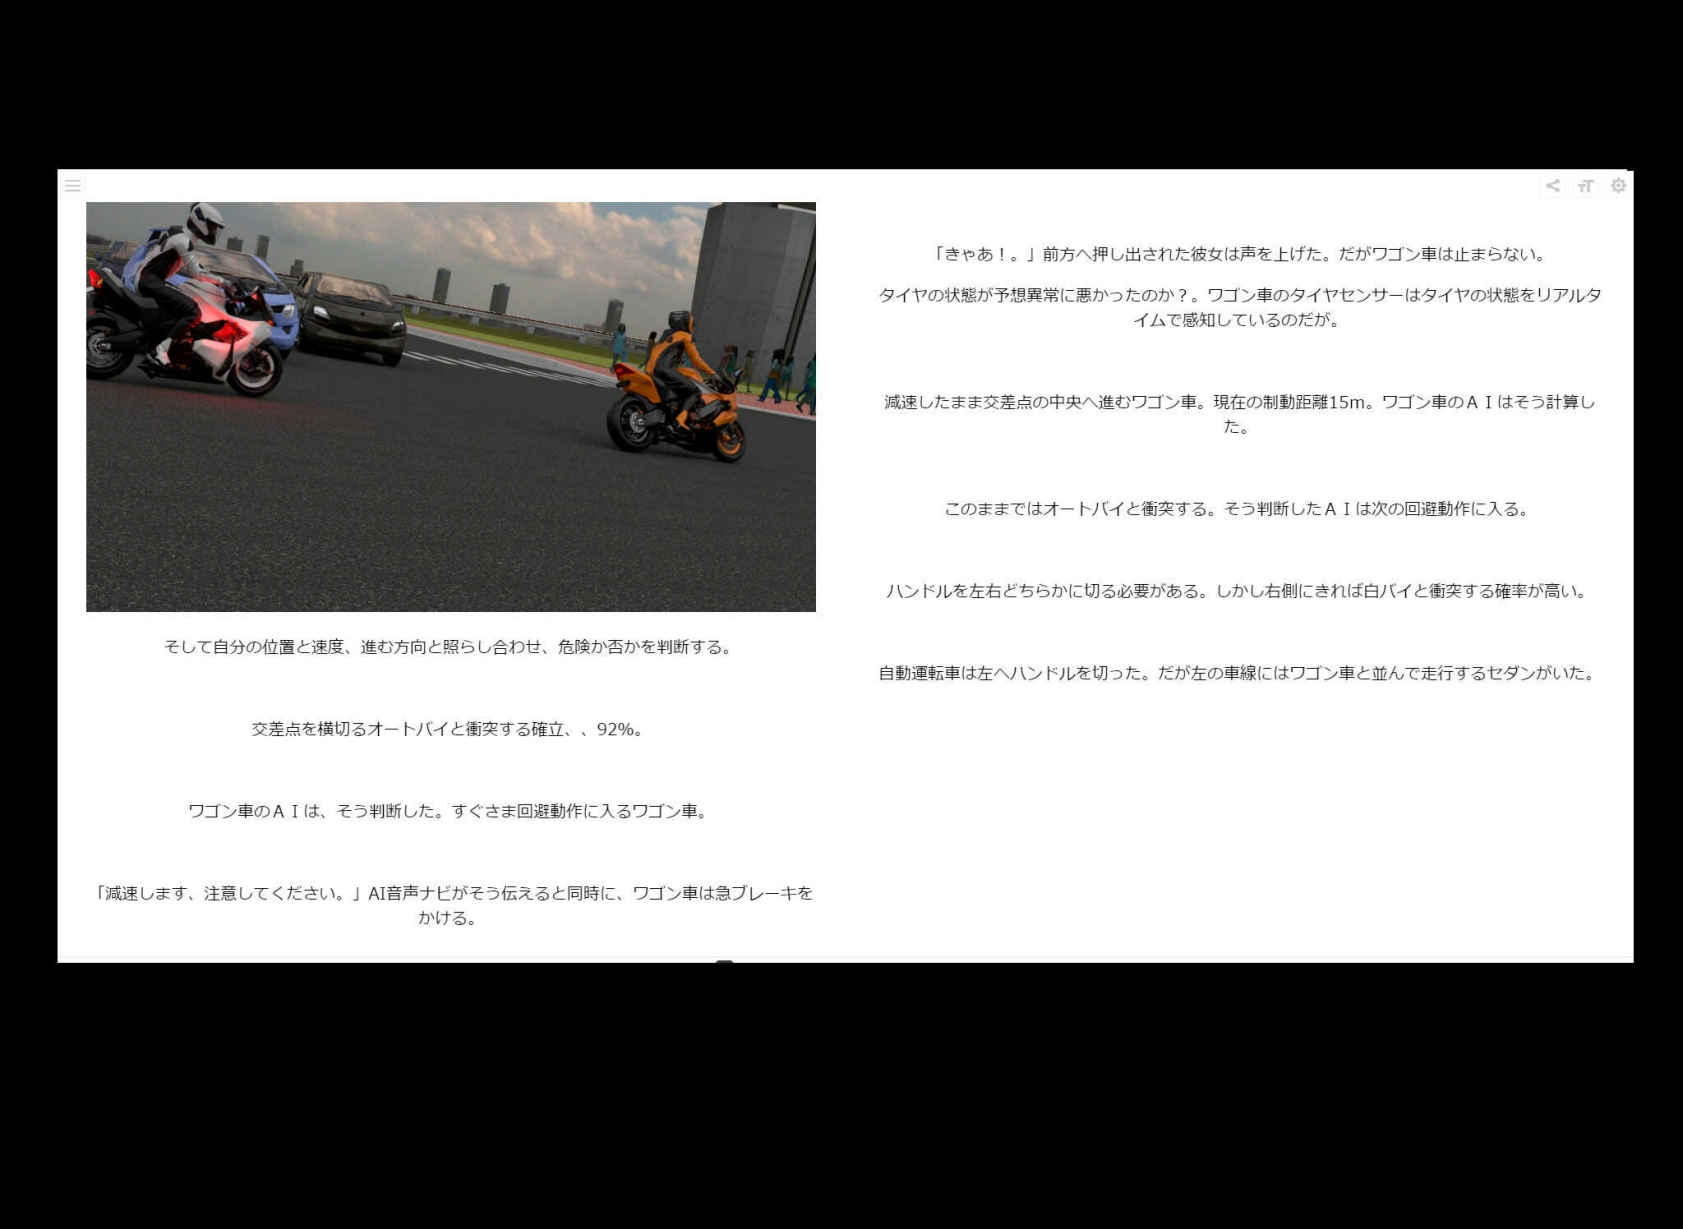 そして自分の位置と速度、進む方向と照らし合わせ、危険か否かを判断する。
交差点を横切るオートバイと衝突する確立、、92%。
ワゴン車のＡＩは、そう判断した。すぐさま回避動作に入るワゴン車。
「減速します、注意してください。」AI音声ナビがそう伝えると同時に、ワゴン車は急ブレーキを
かける。
「きゃあ！。」前方へ押し出された彼女は声を上げた。だがワゴン車は止まらない。
タイヤの状態が予想異常に悪かったのか？。ワゴン車のタイヤセンサーはタイヤの状態をリアルタ
イムで感知しているのだが。
減速したまま交差点の中央へ進むワゴン車。現在の制動距離15m。ワゴン車のＡＩはそう計算し
た。
このままではオートバイと衝突する。そう判断したＡＩは次の回避動作に入る。
ハンドルを左右どちらかに切る必要がある。しかし右側にきれば白バイと衝突する確率が高い。
自動運転車は左へハンドルを切った。だが左の車線にはワゴン車と並んで走行するセダンがいた。